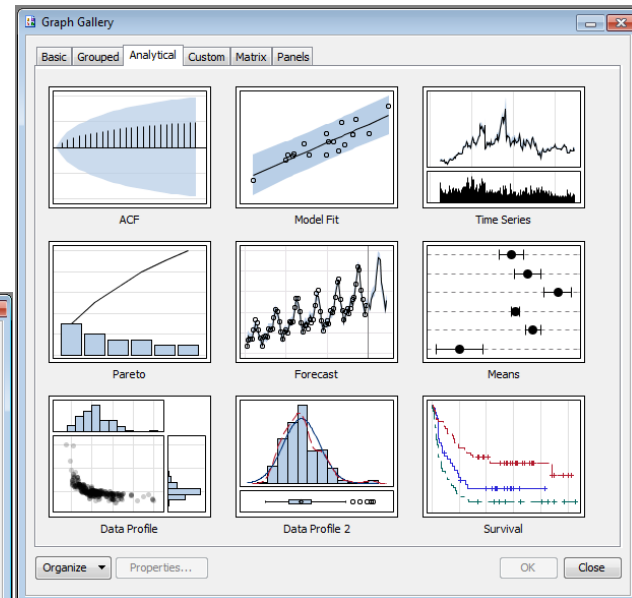 Graph Gallery
Basic Grouped Analytical Custom Matrix Panels
ACF Model Fit Time Series
Pareto Forecast Means
Data Profile Data Profile 2 Survival
Organize Properties... OK Close